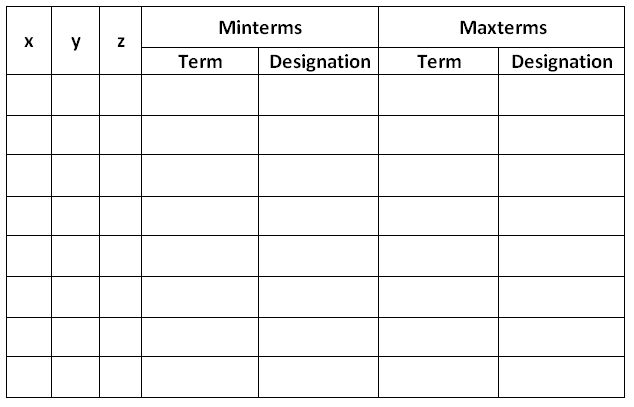 x y z Minterms Maxterms
Term Designation Term Designation